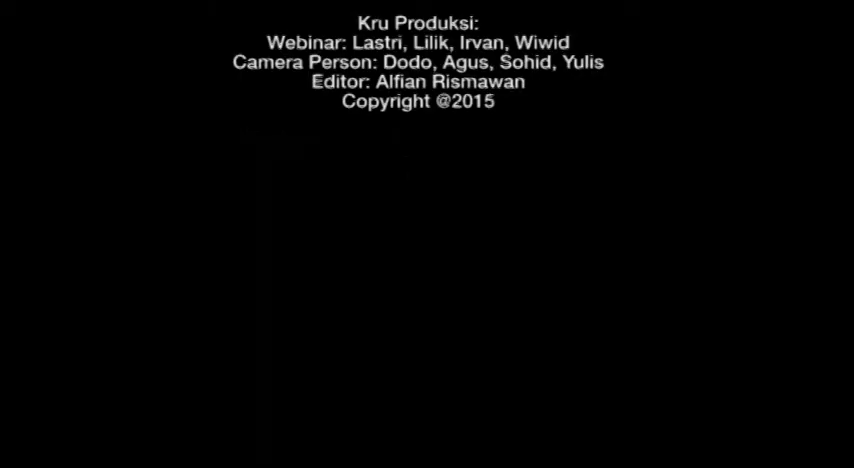 Kru Produksi:
Webinar: Lastri, Lilik, Irvan, Wiwid
Camera Person: Dodo, Agus, Sohid, Yulis
Editor: Alfian Rismawan
Copyright @2015